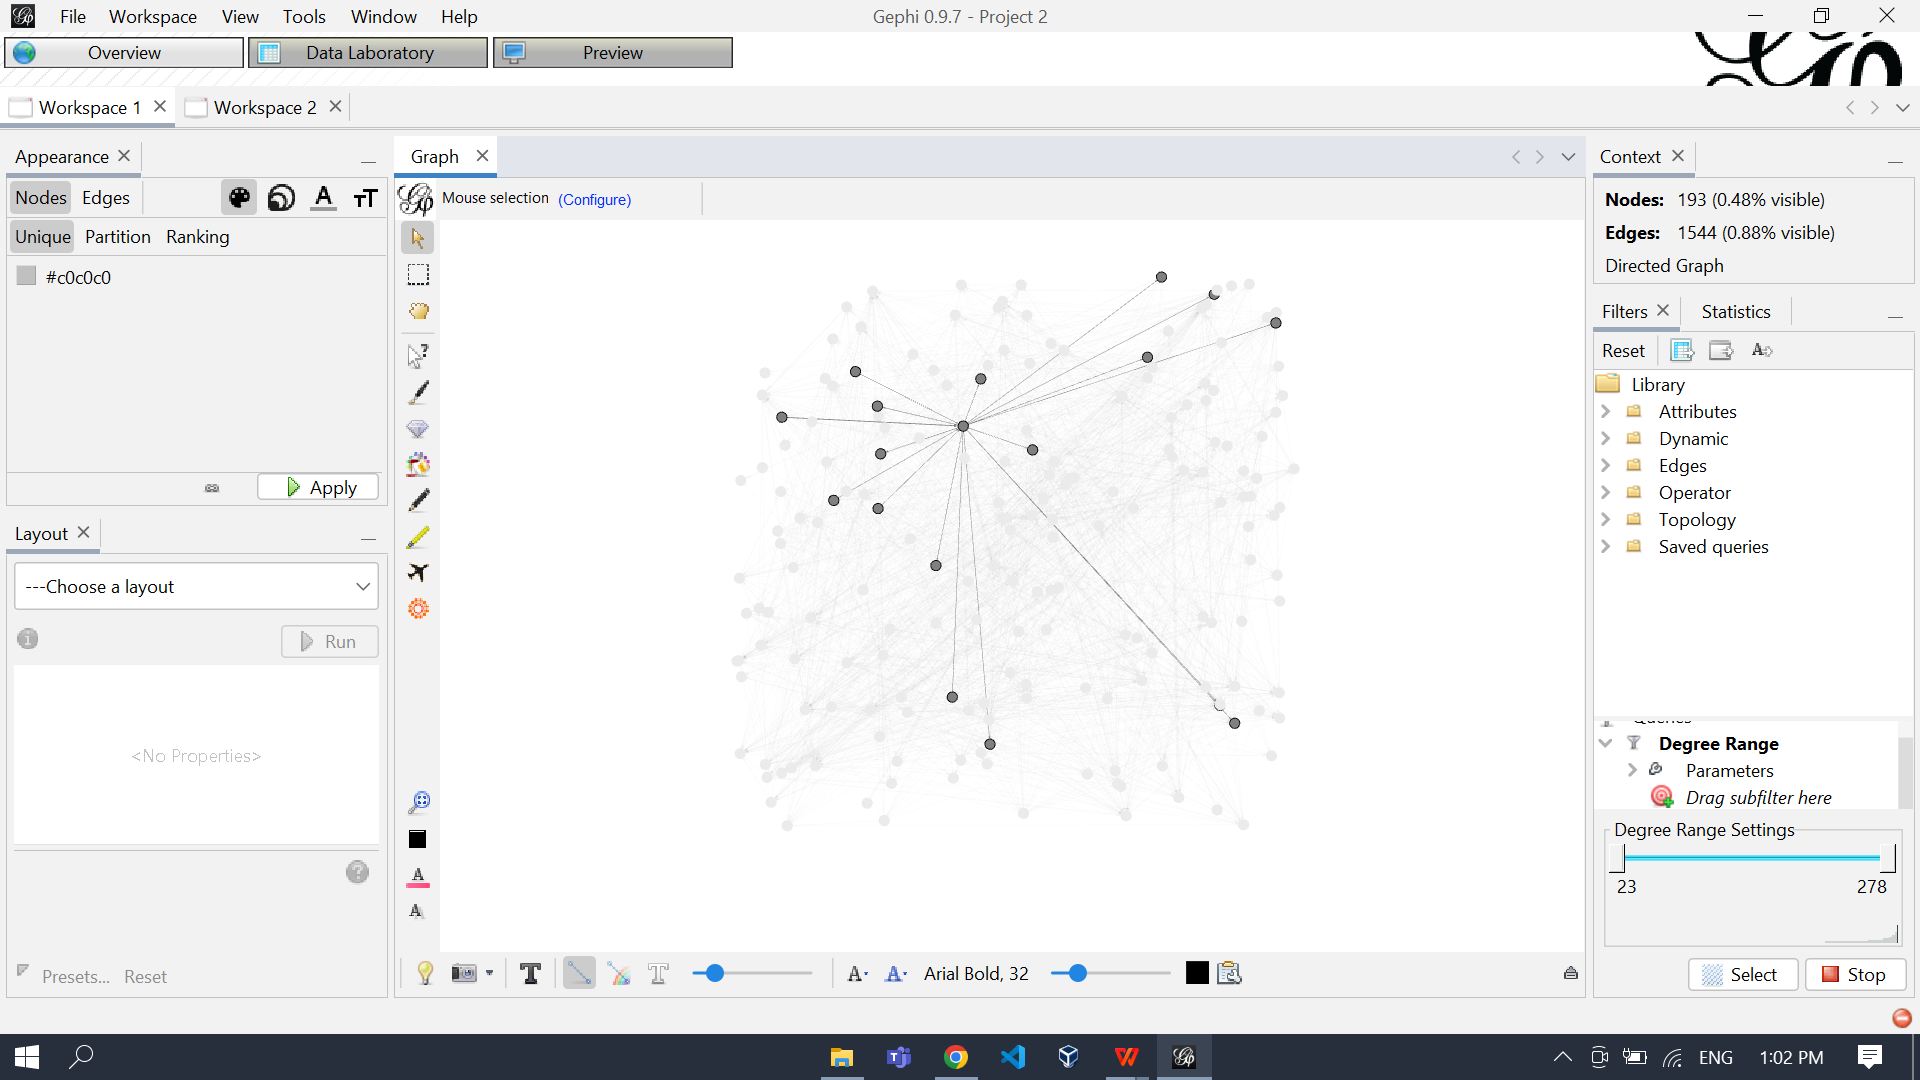 File Workspace View Tools Window Help Gephi 0.9.7 - Project 2
Overview Data Laboratory Preview
Workspace 1 Workspace 2
Appearance
Nodes Edges
Unique Partition Ranking
#c0c0c0
Apply
Layout
---Choose a layout
Run
<No Properties>
Presets... Reset
Graph
Mouse selection (Configure)
Arial Bold, 32
Context
Nodes: 193 (0.48% visible)
Edges: 1544 (0.88% visible)
Directed Graph
Filters Statistics
Reset
Library
Attributes
Dynamic
Edges
Operator
Topology
Saved queries
Queries
Degree Range
Parameters
Drag subfilter here
Degree Range Settings
23 278
Select Stop
ENG 1:02 PM